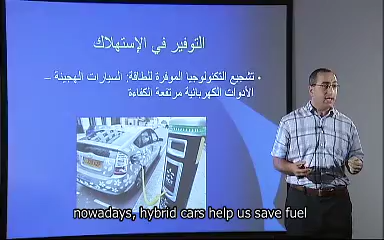 التوفير في الإستهلاك
• تشجيع التكنولوجيا الموفرة للطاقة: السيارات الهجينة –
الأدوات الكهربائية مرتفعة الكفاءة
nowadays, hybrid cars help us save fuel